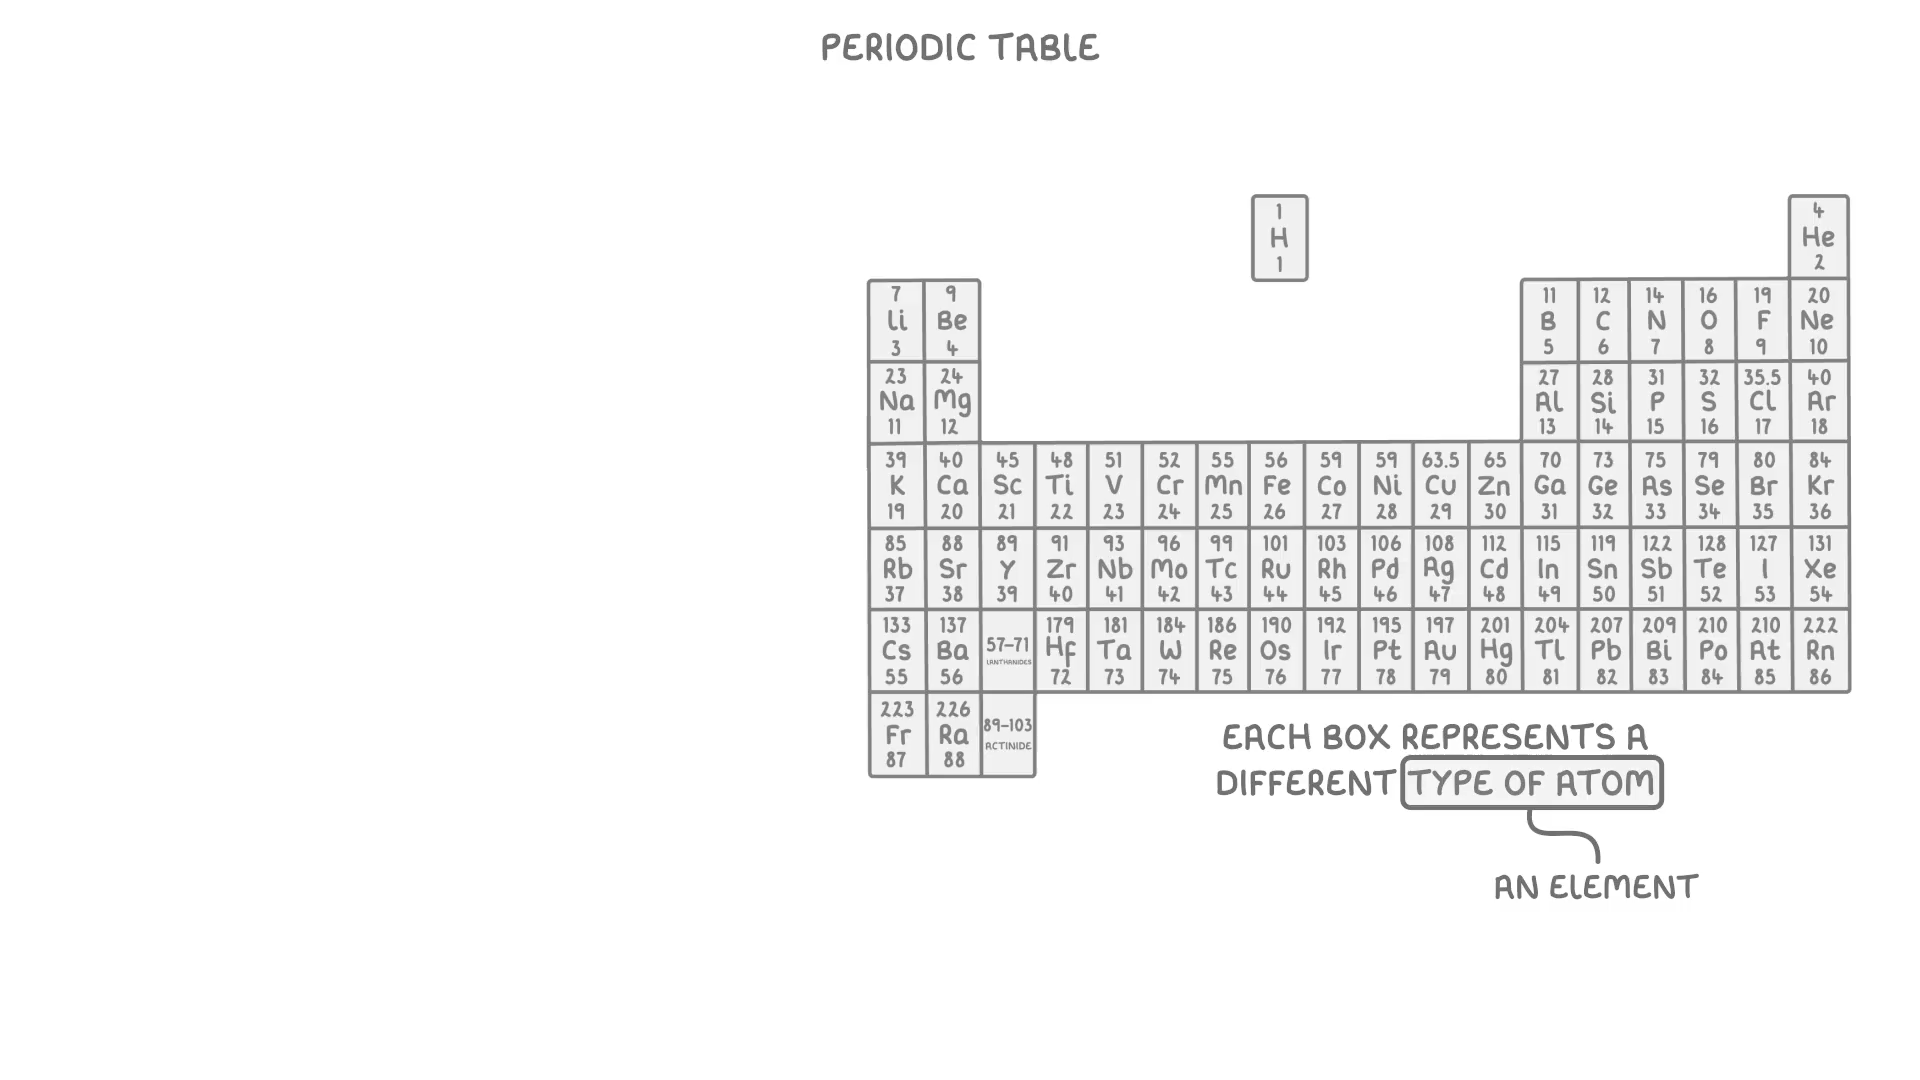 PERIODIC TABLE
1 4
H He
1 2
7 9 11 12 14 16 19 20
Li Be B C N O F Ne
3 4 5 6 7 8 9 10
23 24 27 28 31 32 35.5 40
Na Mg Al Si P S Cl Ar
11 12 13 14 15 16 17 18
39 40 45 48 51 52 55 56 59 59 63.5 65 70 73 75 79 80 84
K Ca Sc Ti V Cr Mn Fe Co Ni Cu Zn Ga Ge As Se Br Kr
19 20 21 22 23 24 25 26 27 28 29 30 31 32 33 34 35 36
85 88 89 91 93 96 99 101 103 106 108 112 115 119 122 128 127 131
Rb Sr Y Zr Nb Mo Tc Ru Rh Pd Ag Cd In Sn Sb Te I Xe
37 38 39 40 41 42 43 44 45 46 47 48 49 50 51 52 53 54
133 137 179 181 184 186 190 192 195 197 201 204 207 209 210 210 222
Cs Ba 57-71 Hf Ta W Re Os Ir Pt Au Hg Tl Pb Bi Po At Rn
LANTHANIDES
55 56 72 73 74 75 76 77 78 79 80 81 82 83 84 85 86
223 226
Fr Ra 89-103
ACTINIDE
87 88
EACH BOX REPRESENTS A
DIFFERENT TYPE OF ATOM
AN ELEMENT